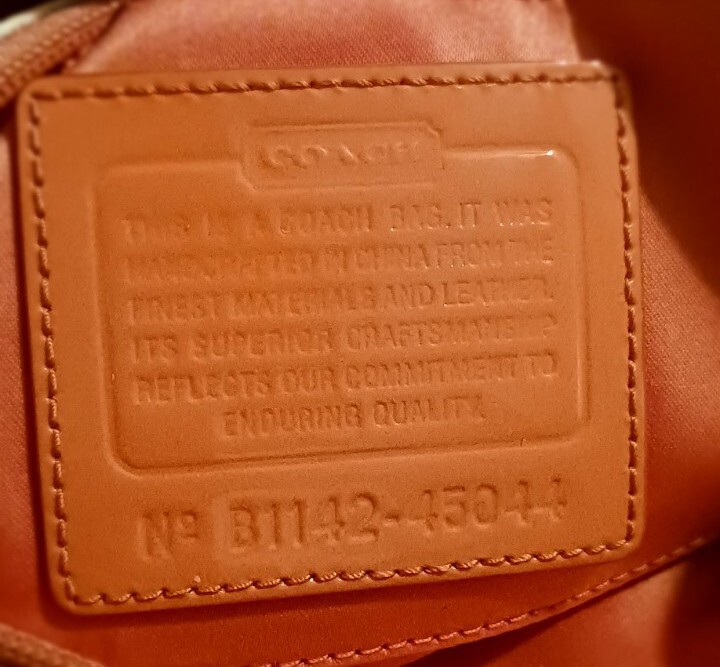 COACH
THIS IS A COACH BAG. IT WAS
HANDCRAFTED IN CHINA FROM THE
FINEST MATERIALS AND LEATHER.
ITS SUPERIOR CRAFTSMANSHIP
REFLECTS OUR COMMITMENT TO
ENDURING QUALITY.
Nº B1142-45044